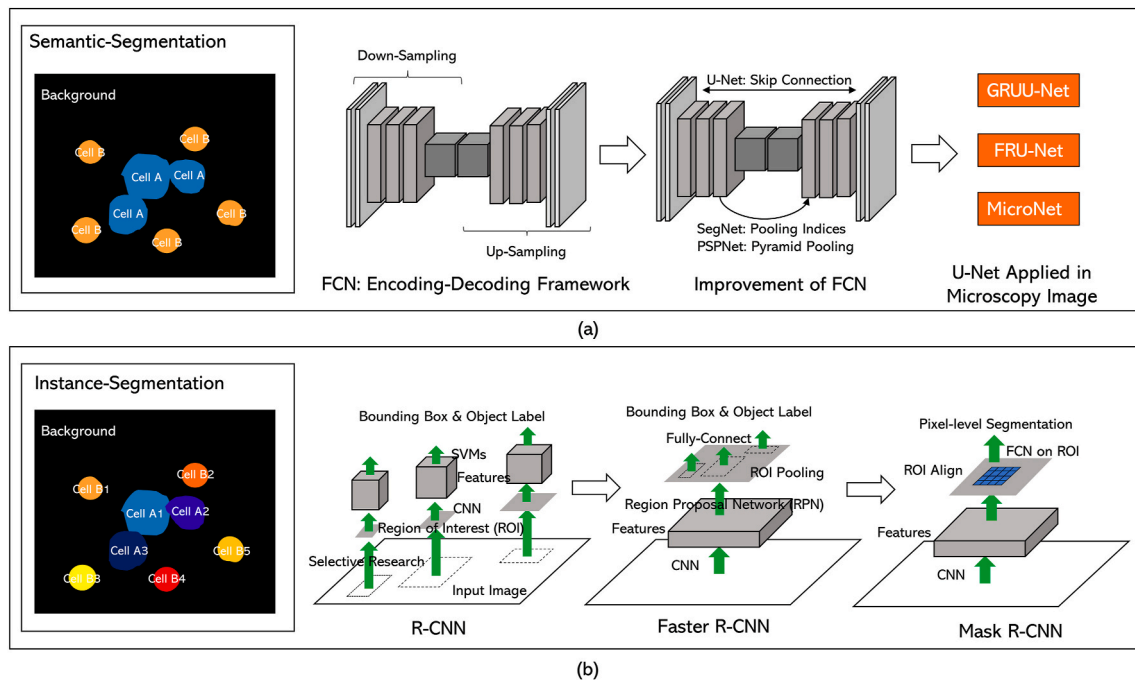 Semantic-Segmentation
Background
Cell B
Cell B
Cell A
Cell A
Cell A
Cell B
Cell B
Cell B
Down-Sampling
Up-Sampling
FCN: Encoding-Decoding Framework
U-Net: Skip Connection
SegNet: Pooling Indices
PSPNet: Pyramid Pooling
Improvement of FCN
GRUU-Net
FRU-Net
MicroNet
U-Net Applied in
Microscopy Image
(a)
Instance-Segmentation
Background
Cell B1
Cell B2
Cell A1
Cell A2
Cell A3
Cell B5
Cell B3
Cell B4
Bounding Box & Object Label
SVMs
Features
CNN
Region of Interest (ROI)
Selective Research
Input Image
R-CNN
Bounding Box & Object Label
Fully-Connect
ROI Pooling
Region Proposal Network (RPN)
Features
CNN
Faster R-CNN
Pixel-level Segmentation
FCN on ROI
ROI Align
Features
CNN
Mask R-CNN
(b)